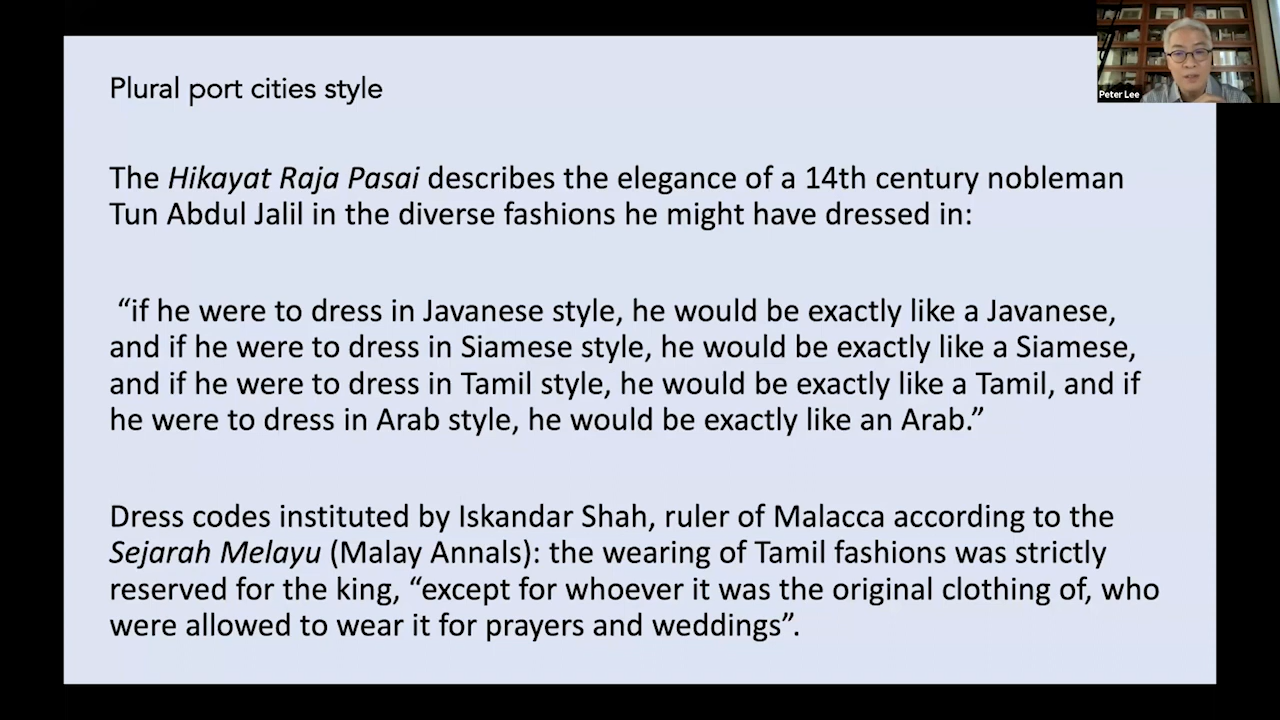 Plural port cities style
Peter Lee
The Hikayat Raja Pasai describes the elegance of a 14th century nobleman
Tun Abdul Jalil in the diverse fashions he might have dressed in:
“if he were to dress in Javanese style, he would be exactly like a Javanese,
and if he were to dress in Siamese style, he would be exactly like a Siamese,
and if he were to dress in Tamil style, he would be exactly like a Tamil, and if
he were to dress in Arab style, he would be exactly like an Arab.”
Dress codes instituted by Iskandar Shah, ruler of Malacca according to the
Sejarah Melayu (Malay Annals): the wearing of Tamil fashions was strictly
reserved for the king, “except for whoever it was the original clothing of, who
were allowed to wear it for prayers and weddings”.